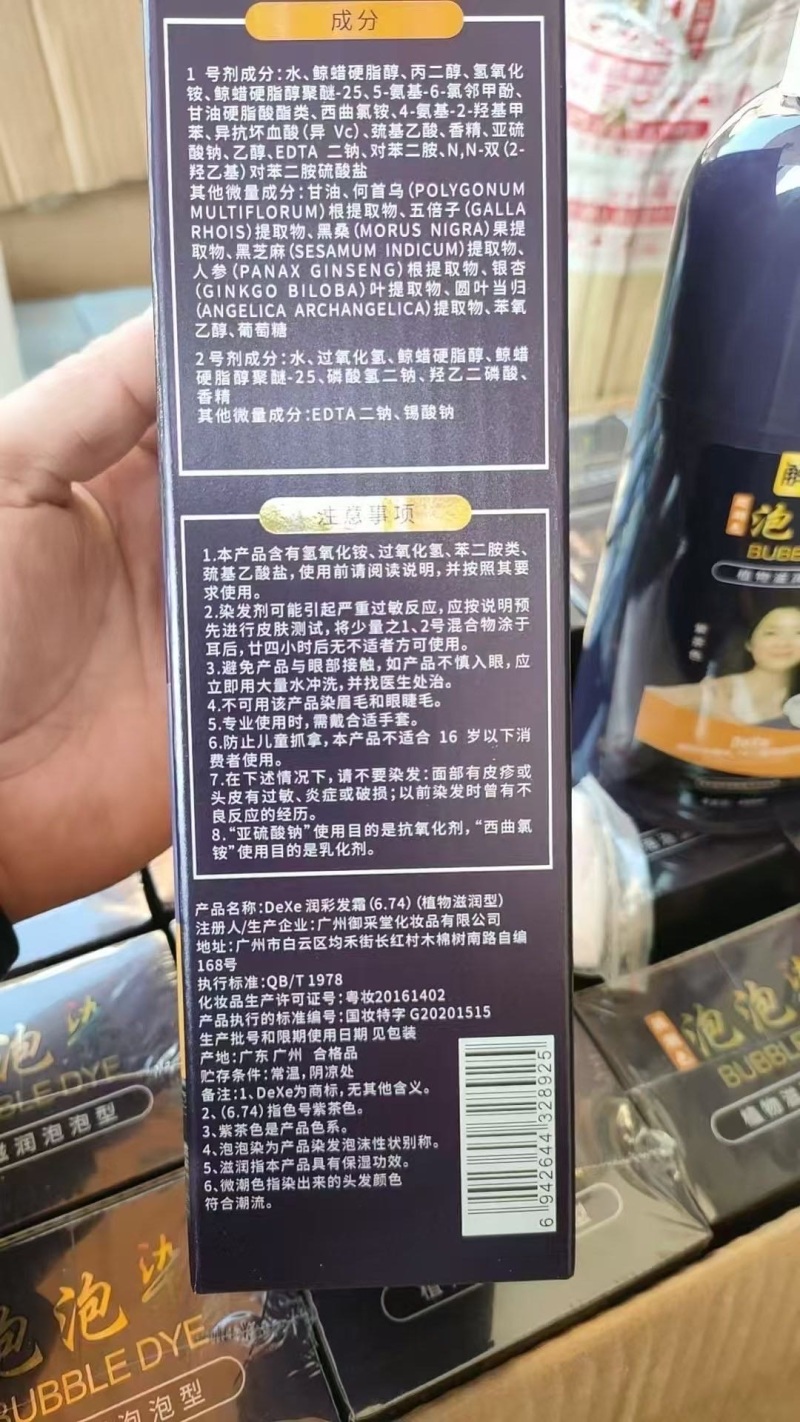 成分
1 号剂成分:水、鲸蜡硬脂醇、丙二醇、氢氧化
铵、鲸蜡硬脂醇聚醚-25、5-氨基-6-氯邻甲酚、
甘油硬脂酸酯类、西曲氯铵、4-氨基-2-羟基甲
苯、异抗坏血酸(异 Vc)、巯基乙酸、香精、亚硫
酸钠、乙醇、EDTA 二钠、对苯二胺、N,N-双(2-
羟乙基)对苯二胺硫酸盐
其他微量成分:甘油、何首乌(POLYGONUM
MULTIFLORUM)根提取物、五倍子(GALLA
RHOIS)提取物、黑桑(MORUS NIGRA)果提
取物、黑芝麻(SESAMUM INDICUM)提取物、
人参(PANAX GINSENG)根提取物、银杏
(GINKGO BILOBA)叶提取物、圆叶当归
(ANGELICA ARCHANGELICA)提取物、苯氧
乙醇、葡萄糖
2号剂成分:水、过氧化氢、鲸蜡硬脂醇、鲸蜡
硬脂醇聚醚-25、磷酸氢二钠、羟乙二磷酸、
香精
其他微量成分:EDTA二钠、锡酸钠
注意事项
1.本产品含有氢氧化铵、过氧化氢、苯二胺类、
巯基乙酸盐,使用前请阅读说明,并按照其要
求使用。
2.染发剂可能引起严重过敏反应,应按说明预
先进行皮肤测试,将少量之1、2号混合物涂于
耳后,廿四小时后无不适者方可使用。
3.避免产品与眼部接触,如产品不慎入眼,应
立即用大量水冲洗,并找医生处治。
4.不可用该产品染眉毛和眼睫毛。
5.专业使用时,需戴合适手套。
6.防止儿童抓拿,本产品不适合 16 岁以下消
费者使用。
7.在下述情况下,请不要染发:面部有皮疹或
头皮有过敏、炎症或破损;以前染发时曾有不
良反应的经历。
8.“亚硫酸钠”使用目的是抗氧化剂,“西曲氯
铵”使用目的是乳化剂。
产品名称:DeXe润彩发霜(6.74)(植物滋润型)
注册人/生产企业:广州御采堂化妆品有限公司
地址:广州市白云区均禾街长红村木棉树南路自编
168号
执行标准:QB/T 1978
化妆品生产许可证号:粤妆20161402
产品执行的标准编号:国妆特字 G20201515
生产批号和限期使用日期 见包装
产地:广东 广州 合格品
贮存条件:常温,阴凉处
备注:1、DeXe为商标,无其他含义。
2、(6.74)指色号紫茶色。
3、紫茶色是产品色系。
4、泡泡染为产品染发泡沫性状别称。
5、滋润指本产品具有保湿功效。
6、微潮色指染出来的头发颜色
符合潮流。
6 942644 328925
泡
BUBB
植物滋润
DeXe
泡泡
BUBBLE
植物滋
泡
BLE DYE
滋润泡泡型
泡泡
BUBBLE DYE
泡泡型